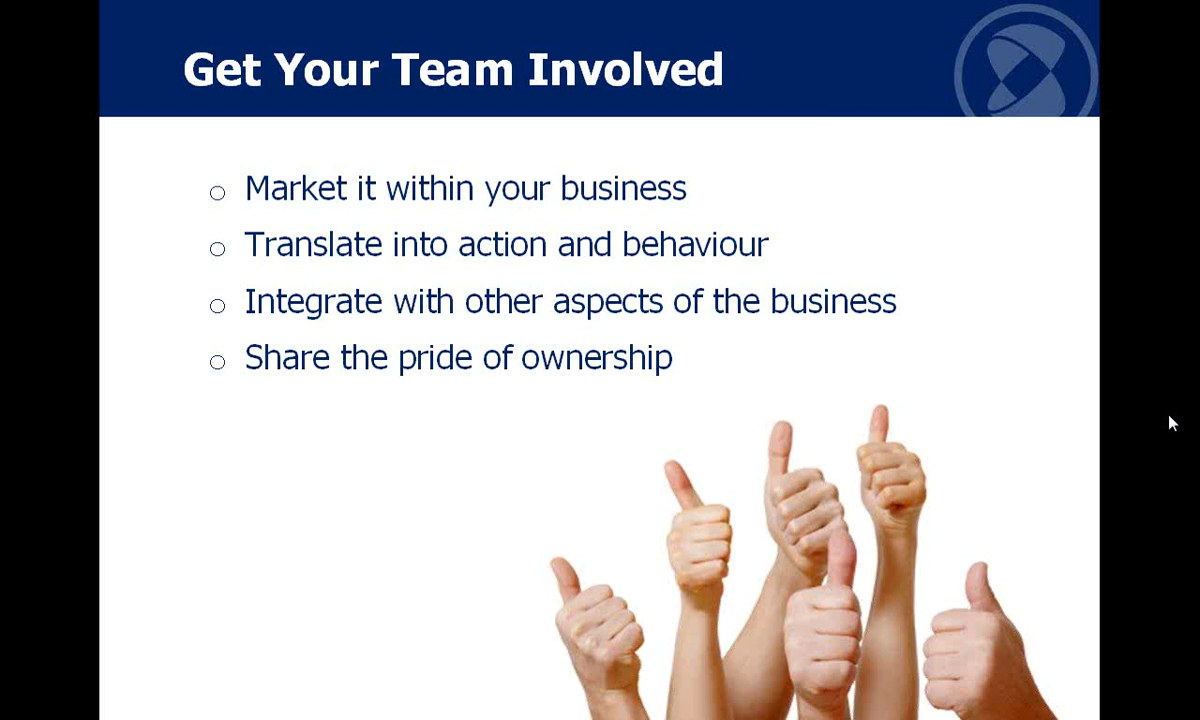 Get Your Team Involved
Market it within your business
Translate into action and behaviour
Integrate with other aspects of the business
Share the pride of ownership